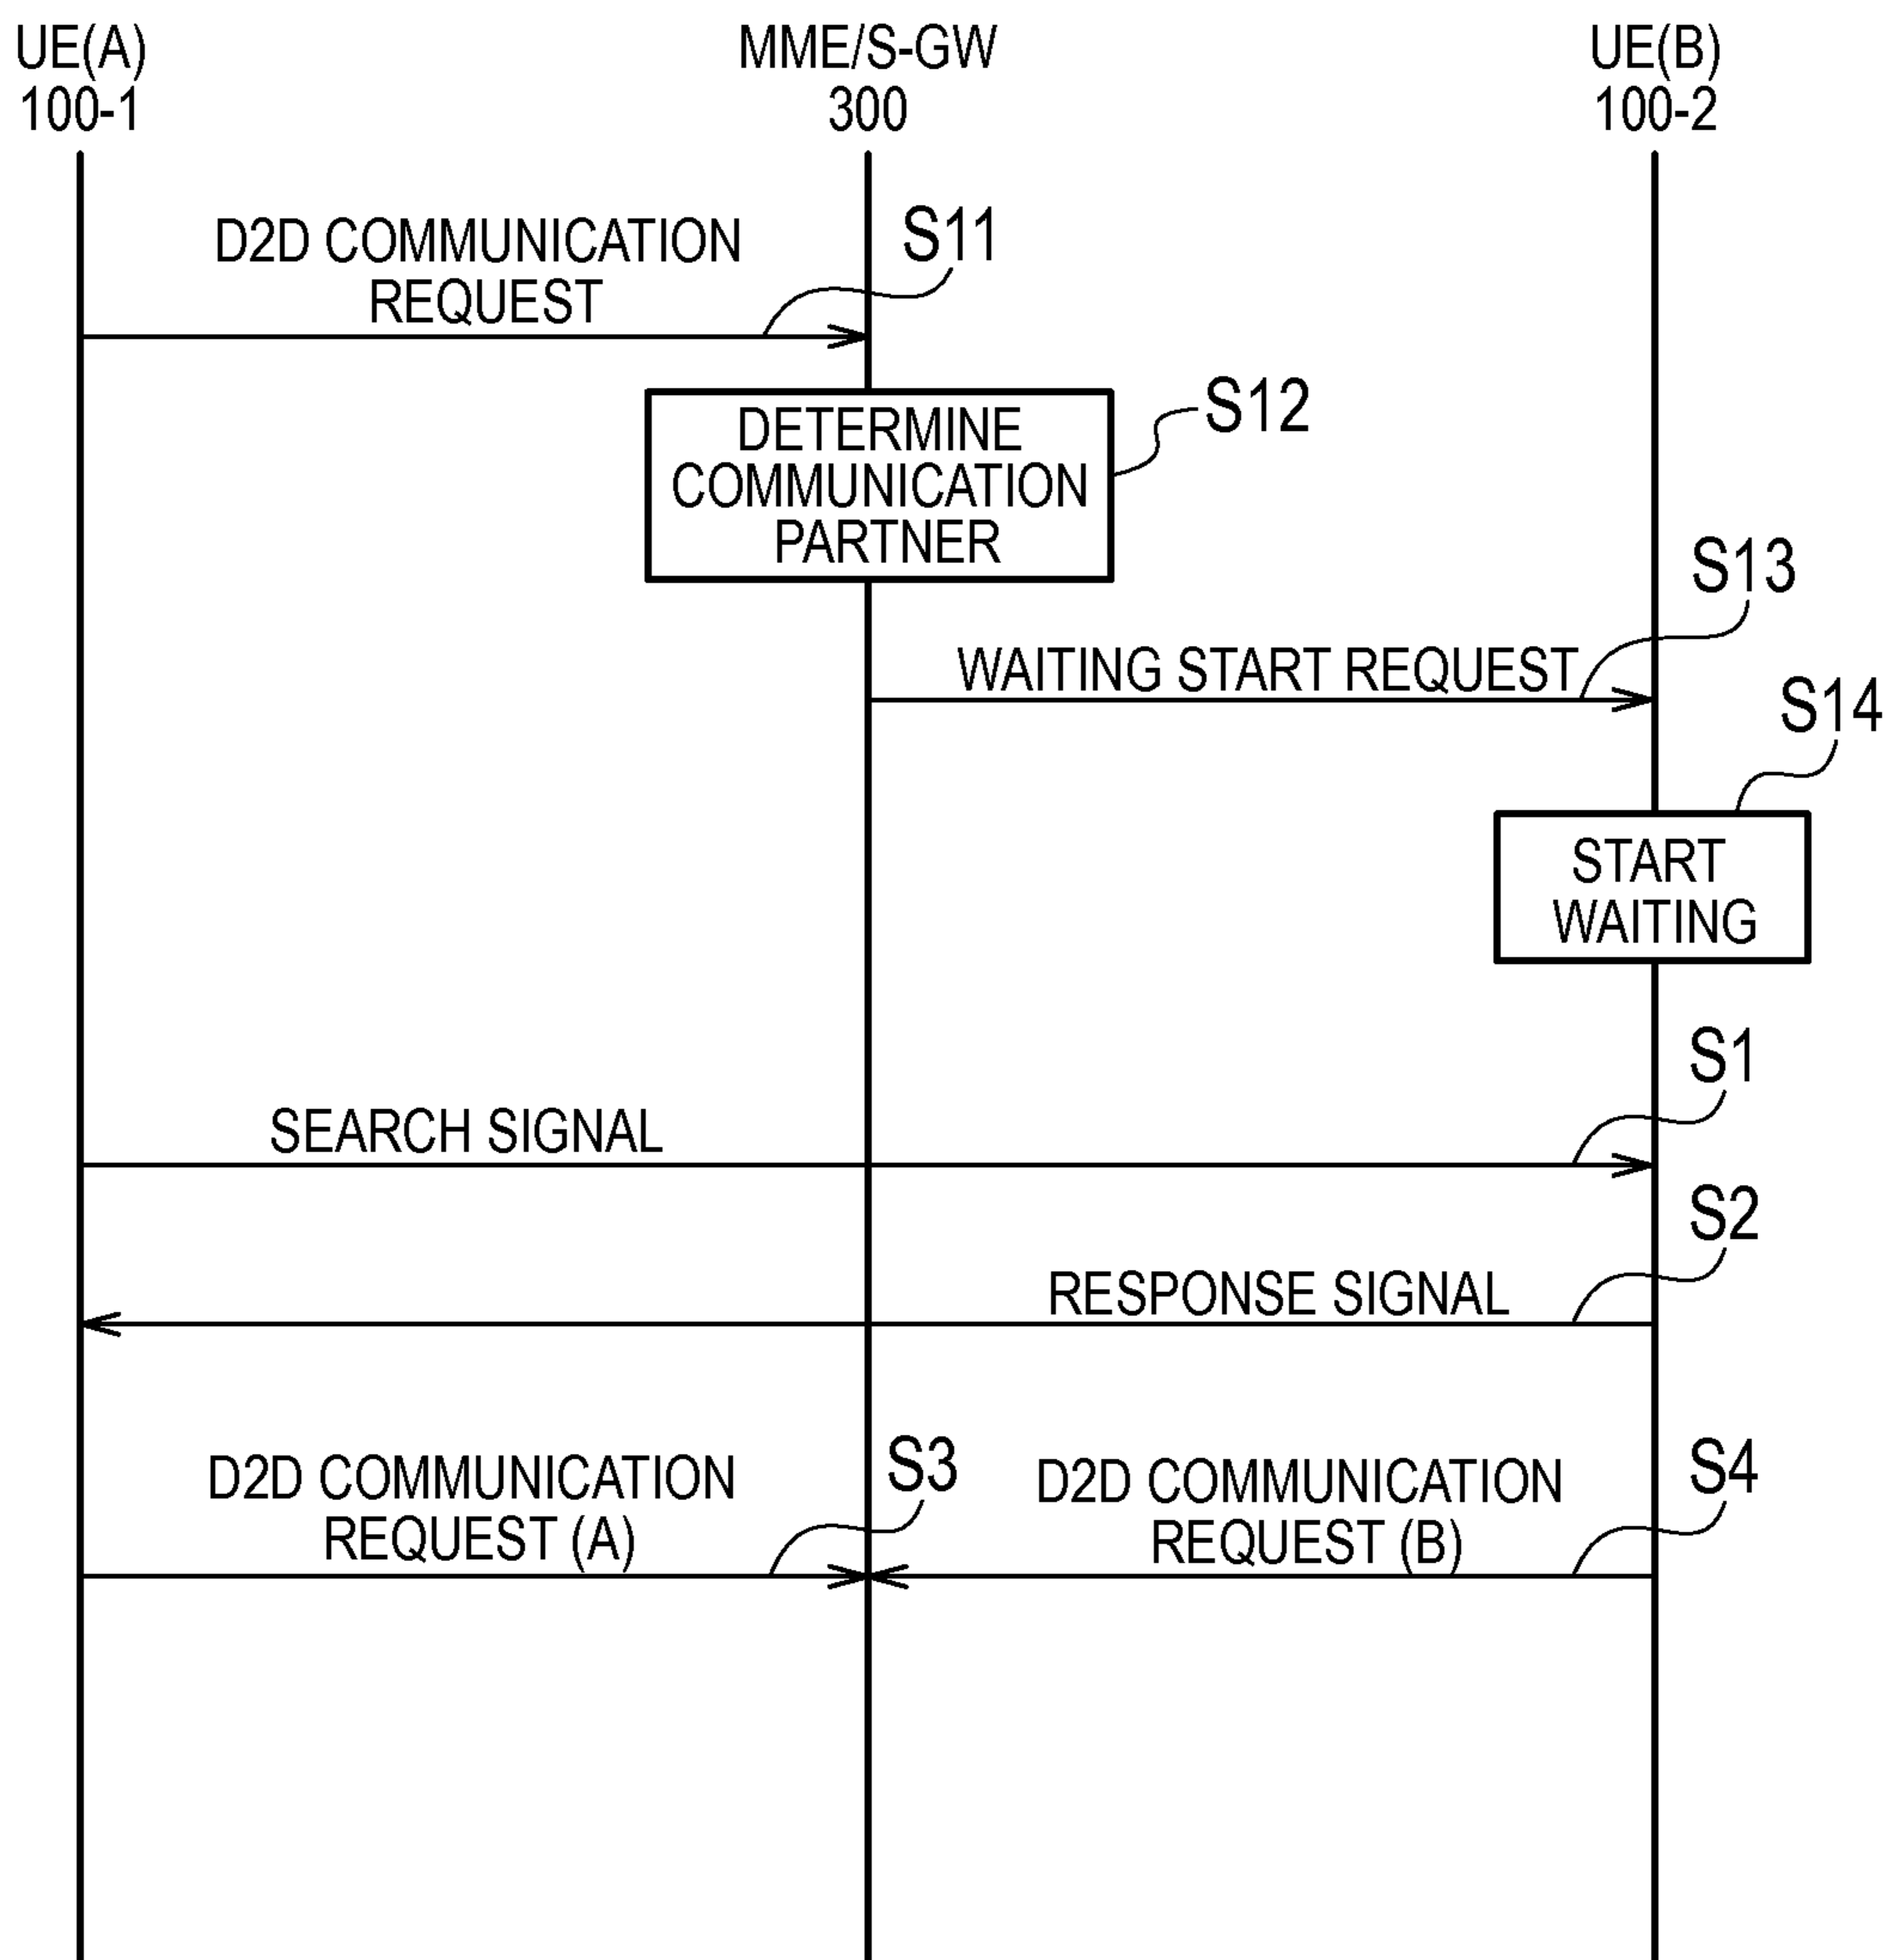 UE(A)
100-1
MME/S-GW
300
UE(B)
100-2
D2D COMMUNICATION
REQUEST
S11
DETERMINE
COMMUNICATION
PARTNER
S12
WAITING START REQUEST
S13
START
WAITING
S14
SEARCH SIGNAL
S1
RESPONSE SIGNAL
S2
D2D COMMUNICATION
REQUEST (A)
S3
D2D COMMUNICATION
REQUEST (B)
S4